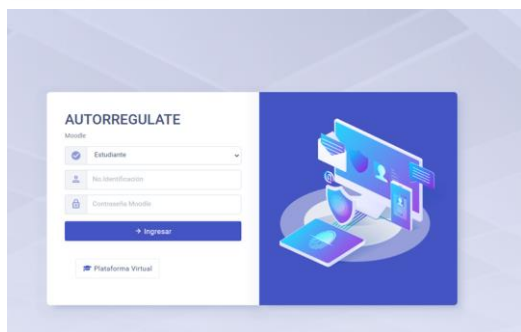 AUTORREGULATE
Moodle
Estudiante
No Identificación
Contraseña Moodle
→ Ingresar
Plataforma Virtual